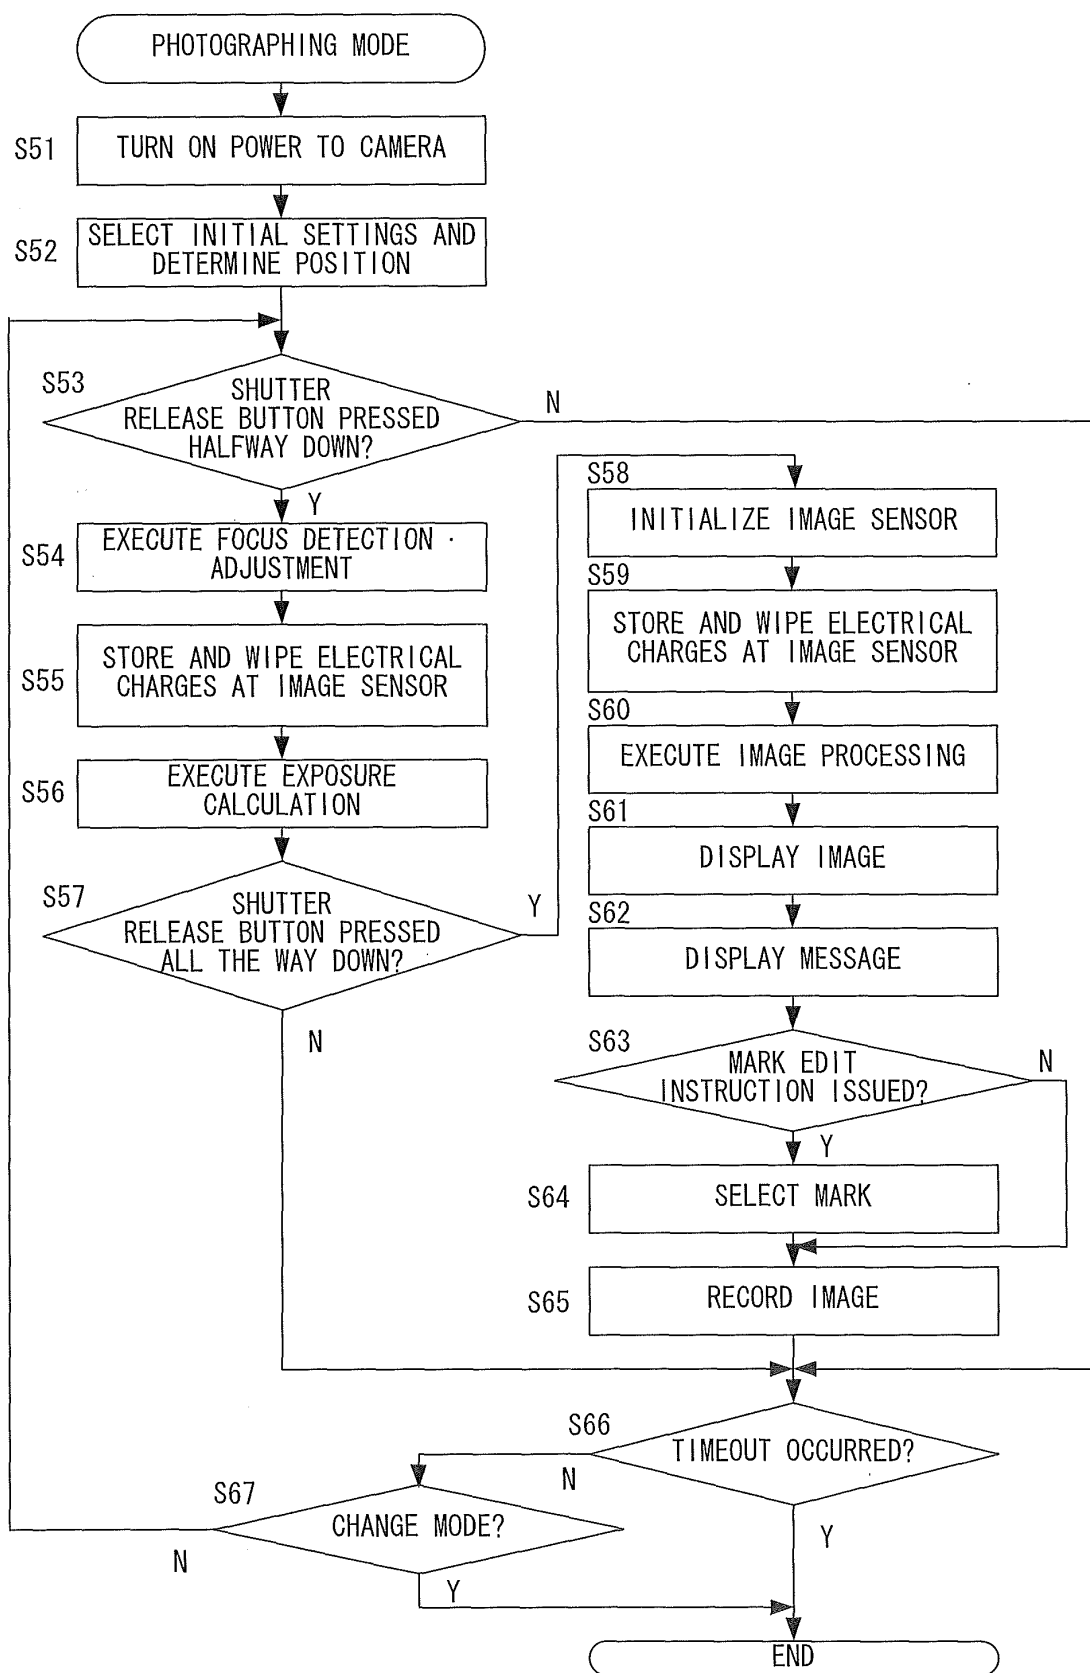 PHOTOGRAPHING MODE
S51
TURN ON POWER TO CAMERA
S52
SELECT INITIAL SETTINGS AND
DETERMINE POSITION
S53
SHUTTER
RELEASE BUTTON PRESSED
HALFWAY DOWN?
N
Y
S54
EXECUTE FOCUS DETECTION
ADJUSTMENT
S55
STORE AND WIPE ELECTRICAL
CHARGES AT IMAGE SENSOR
S56
EXECUTE EXPOSURE
CALCULATION
S57
SHUTTER
RELEASE BUTTON PRESSED
ALL THE WAY DOWN?
Y
N
S58
INITIALIZE IMAGE SENSOR
S59
STORE AND WIPE ELECTRICAL
CHARGES AT IMAGE SENSOR
S60
EXECUTE IMAGE PROCESSING
S61
DISPLAY IMAGE
S62
DISPLAY MESSAGE
S63
MARK EDIT
INSTRUCTION ISSUED?
N
Y
S64
SELECT MARK
S65
RECORD IMAGE
S66
TIMEOUT OCCURRED?
N
Y
S67
CHANGE MODE?
N
Y
END